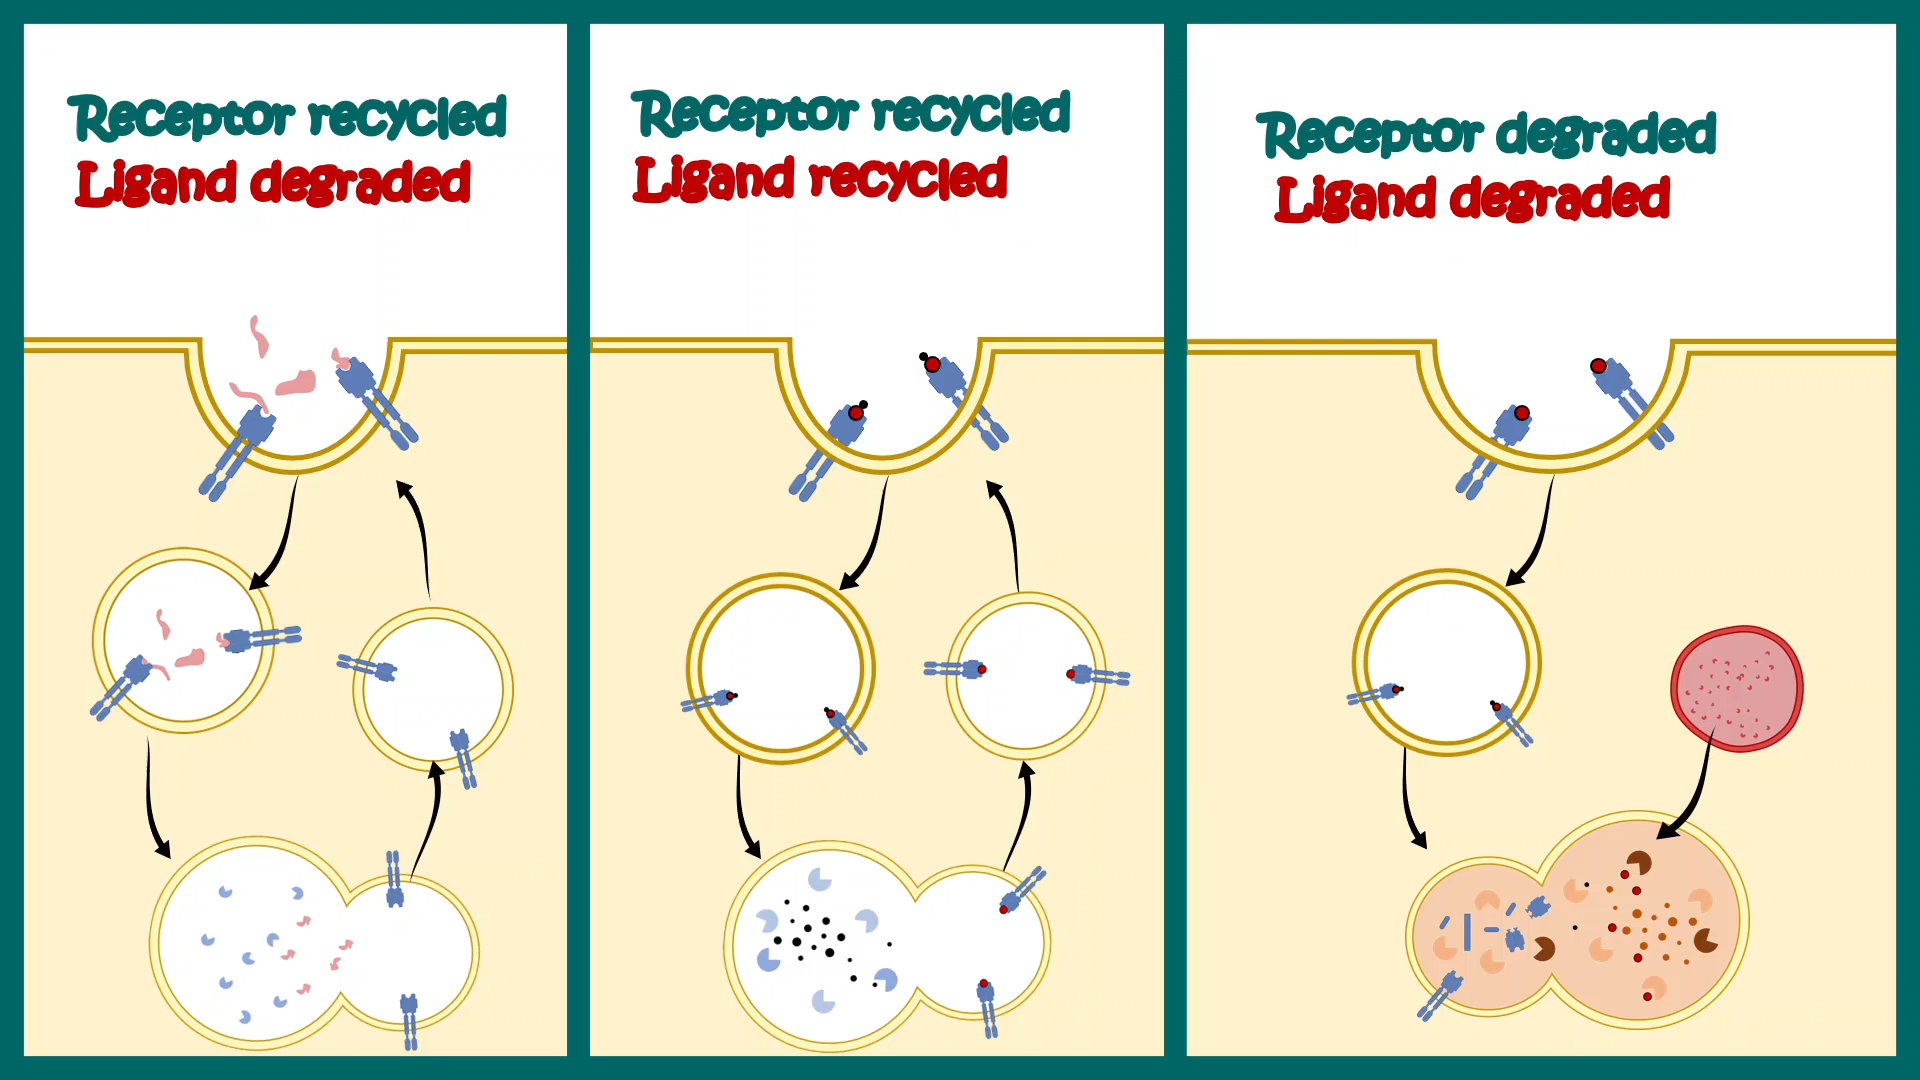 Receptor recycled
Ligand degraded
Receptor recycled
Ligand recycled
Receptor degraded
Ligand degraded